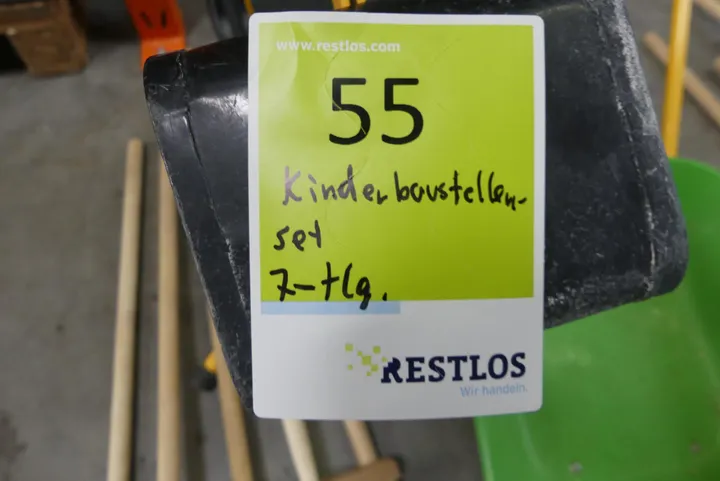 www.restlos.com
55
Kinderbaustellen-
set
7-tlg.
RESTLOS
Wir handeln.